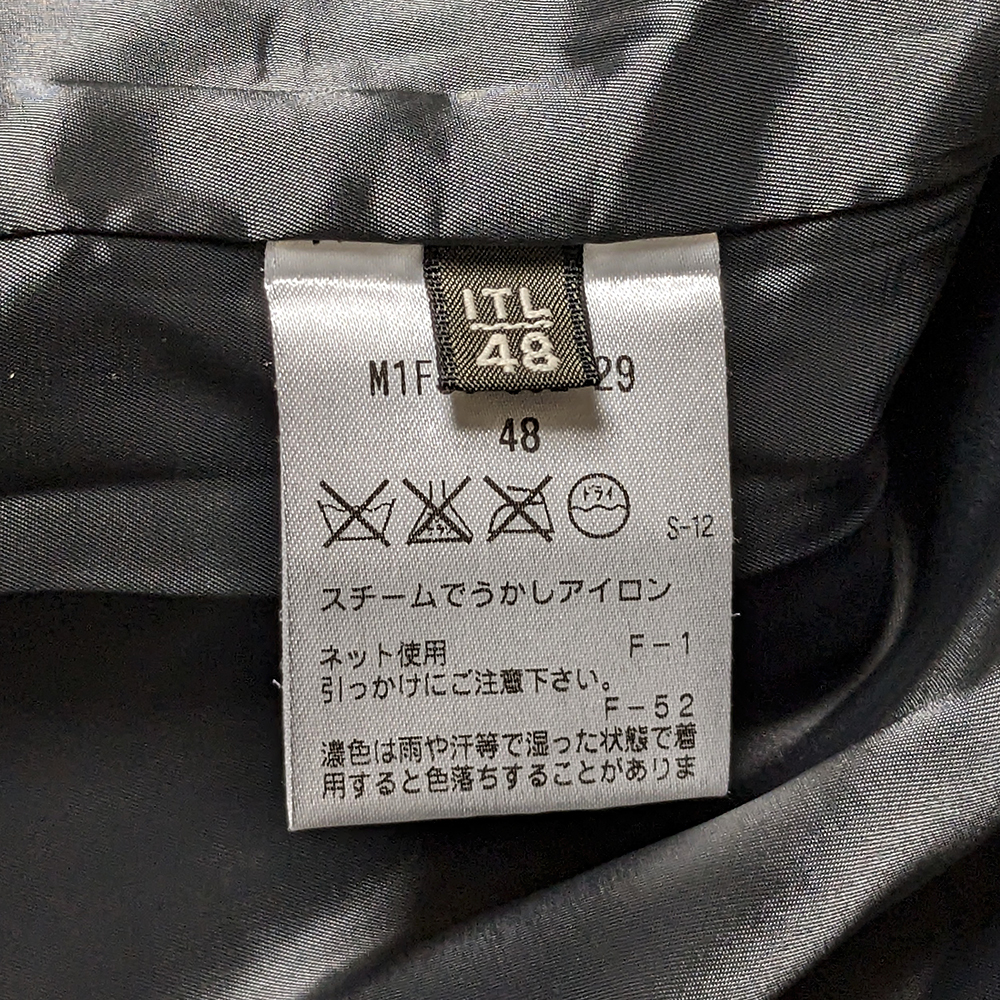 ITL
48
M1F 29
48
ドライ
S-12
スチームでうかしアイロン
ネット使用 F-1
引っかけにご注意下さい。
F-52
濃色は雨や汗等で湿った状態で着
用すると色落ちすることがありま